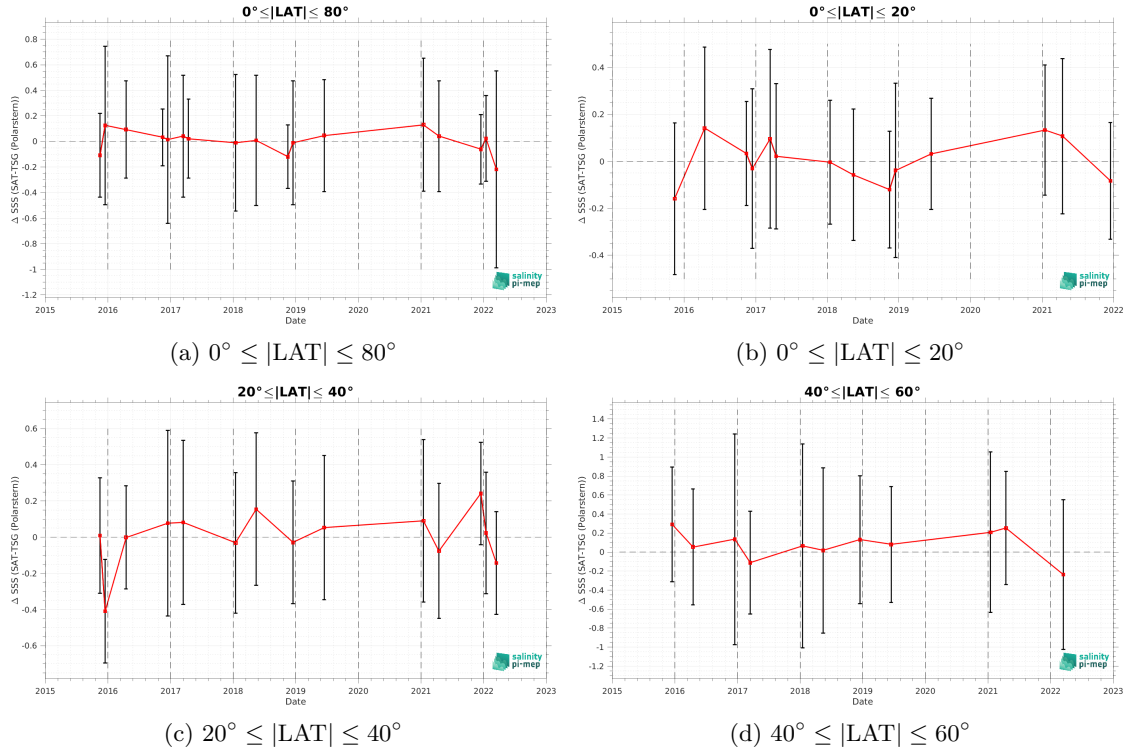 0°≤|LAT|≤ 80°
Δ SSS (SAT-TSG (Polarstern))
0.8
0.6
0.4
0.2
0
-0.2
-0.4
-0.6
-0.8
-1
-1.2
2015 2016 2017 2018 2019 2020 2021 2022 2023
Date
salinity
pi-mep
(a) 0° ≤ |LAT| ≤ 80°
0°≤|LAT|≤ 20°
Δ SSS (SAT-TSG (Polarstern))
0.4
0.2
0
-0.2
-0.4
2016 2017 2018 2019 2020 2021 2022
Date
salinity
pi-mep
(b) 0° ≤ |LAT| ≤ 20°
20°≤|LAT|≤ 40°
Δ SSS (SAT-TSG (Polarstern))
0.6
0.4
0.2
0
-0.2
-0.4
-0.6
2015 2016 2017 2018 2019 2020 2021 2022 2023
Date
salinity
pi-mep
(c) 20° ≤ |LAT| ≤ 40°
40°≤|LAT|≤ 60°
Δ SSS (SAT-TSG (Polarstern))
1.4
1.2
1
0.8
0.6
0.4
0.2
0
-0.2
-0.4
-0.6
-0.8
-1
-1.2
2015 2016 2017 2018 2019 2020 2021 2022 2023
Date
salinity
pi-mep
(d) 40° ≤ |LAT| ≤ 60°